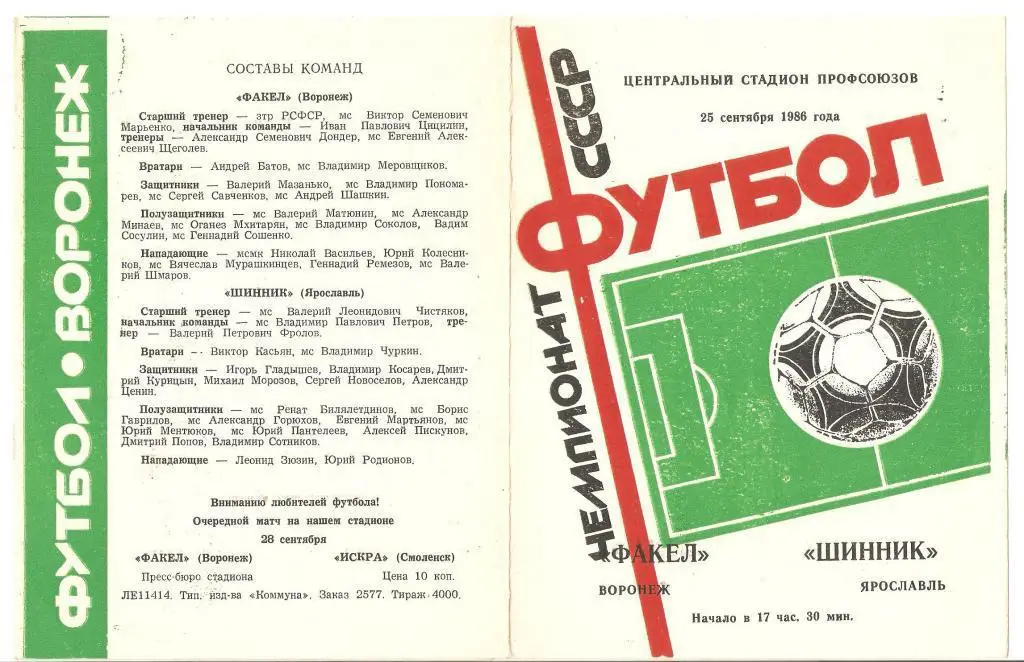 ФУТБОЛ • ВОРОНЕЖ
СОСТАВЫ КОМАНД
«ФАКЕЛ» (Воронеж)
Старший тренер — зтр РСФСР, мс Виктор Семенович
Марьенко, начальник команды — Иван Павлович Цицилин,
тренеры — Александр Семенович Дондер, мс Евгений Алек-
сеевич Щеголев.
Вратари — Андрей Батов, мс Владимир Меровщиков.
Защитники — Валерий Мазанько, мс Владимир Понома-
рев, мс Сергей Савченков, мс Андрей Шашкин.
Полузащитники — мс Валерий Матюнин, мс Александр
Минаев, мс Оганез Мхитарян, мс Владимир Соколов, Вадим
Сосулин, мс Геннадий Сошенко.
Нападающие — мсмк Николай Васильев, Юрий Колесни-
ков, мс Вячеслав Мурашкинцев, Геннадий Ремезов, мс Вале-
рий Шмаров.
«ШИННИК» (Ярославль)
Старший тренер — мс Валерий Леонидович Чистяков,
начальник команды — мс Владимир Павлович Петров, тре-
нер — Валерий Петрович Фролов.
Вратари — Виктор Касьян, мс Владимир Чуркин.
Защитники — Игорь Гладышев, Владимир Косарев, Дмит-
рий Курицын, Михаил Морозов, Сергей Новоселов, Александр
Ценин.
Полузащитники — мс Ренат Билялетдинов, мс Борис
Гаврилов, мс Александр Горюхов, Евгений Мартьянов, мс
Юрий Ментюков, мс Юрий Пантелеев, Алексей Пискунов,
Дмитрий Попов, Владимир Сотников.
Нападающие — Леонид Зюзин, Юрий Родионов.
Вниманию любителей футбола!
Очередной матч на нашем стадионе
28 сентября
«ФАКЕЛ» (Воронеж) «ИСКРА» (Смоленск)
Пресс-бюро стадиона Цена 10 коп.
ЛЕ11414. Тип. изд-ва «Коммуна». Заказ 2577. Тираж 4000.
ЦЕНТРАЛЬНЫЙ СТАДИОН ПРОФСОЮЗОВ
25 сентября 1986 года
ЧЕМПИОНАТ СССР
ФУТБОЛ
«ФАКЕЛ» «ШИННИК»
ВОРОНЕЖ ЯРОСЛАВЛЬ
Начало в 17 час. 30 мин.